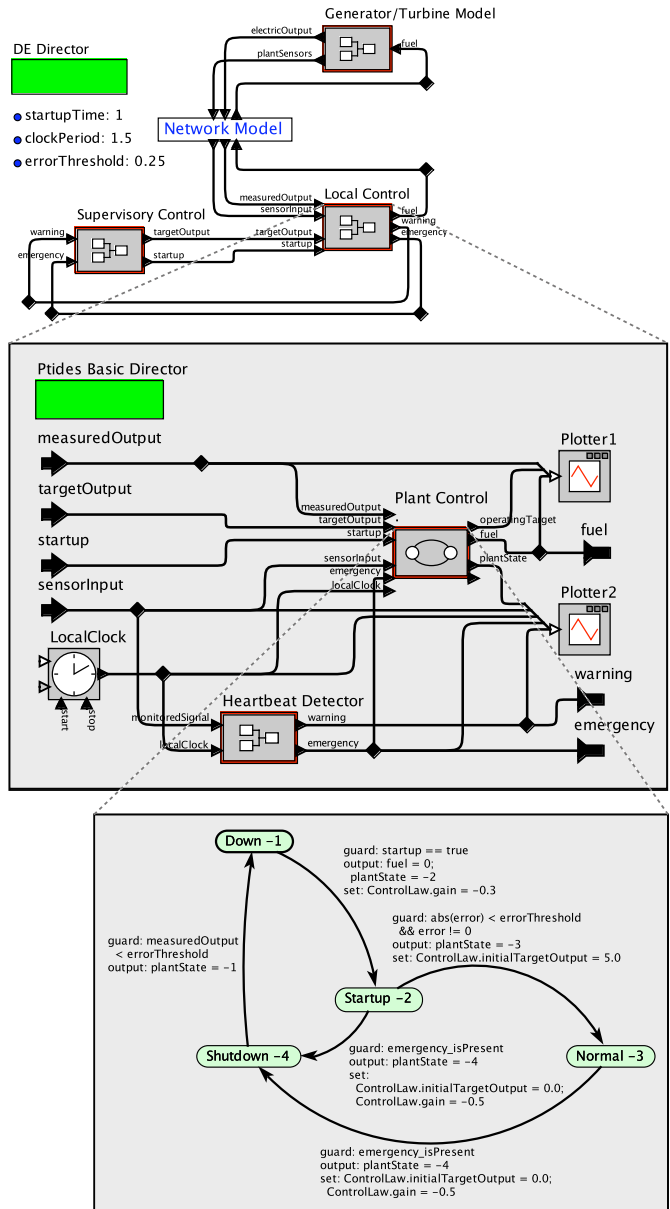 Generator/Turbine Model
electricOutput
plantSensors
fuel
DE Director
startupTime: 1
clockPeriod: 1.5
errorThreshold: 0.25
Network Model
measuredOutput
sensorInput
Local Control
fuel
warning
emergency
targetOutput
startup
Supervisory Control
warning
emergency
targetOutput
startup
Ptides Basic Director
measuredOutput
targetOutput
startup
sensorInput
LocalClock
start
stop
Plant Control
measuredOutput
targetOutput
startup
sensorInput
emergency
localClock
operatingTarget
fuel
plantState
Plotter1
fuel
Plotter2
warning
emergency
Heartbeat Detector
monitoredSignal
localClock
warning
emergency
Down -1
guard: startup == true
output: fuel = 0;
plantState = -2
set: ControlLaw.gain = -0.3
guard: abs(error) < errorThreshold
&& error != 0
output: plantState = -3
set: ControlLaw.initialTargetOutput = 5.0
guard: measuredOutput
< errorThreshold
output: plantState = -1
Startup -2
Shutdown -4
Normal -3
guard: emergency_isPresent
output: plantState = -4
set:
ControlLaw.initialTargetOutput = 0.0;
ControlLaw.gain = -0.5
guard: emergency_isPresent
output: plantState = -4
set: ControlLaw.initialTargetOutput = 0.0;
ControlLaw.gain = -0.5